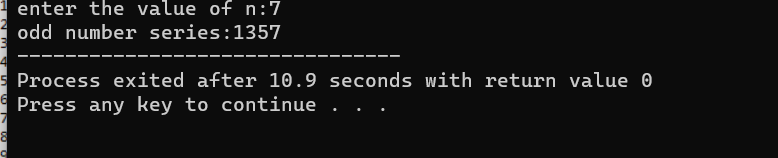 enter the value of n:7
odd number series:1357
--------------------------------
Process exited after 10.9 seconds with return value 0
Press any key to continue . . .